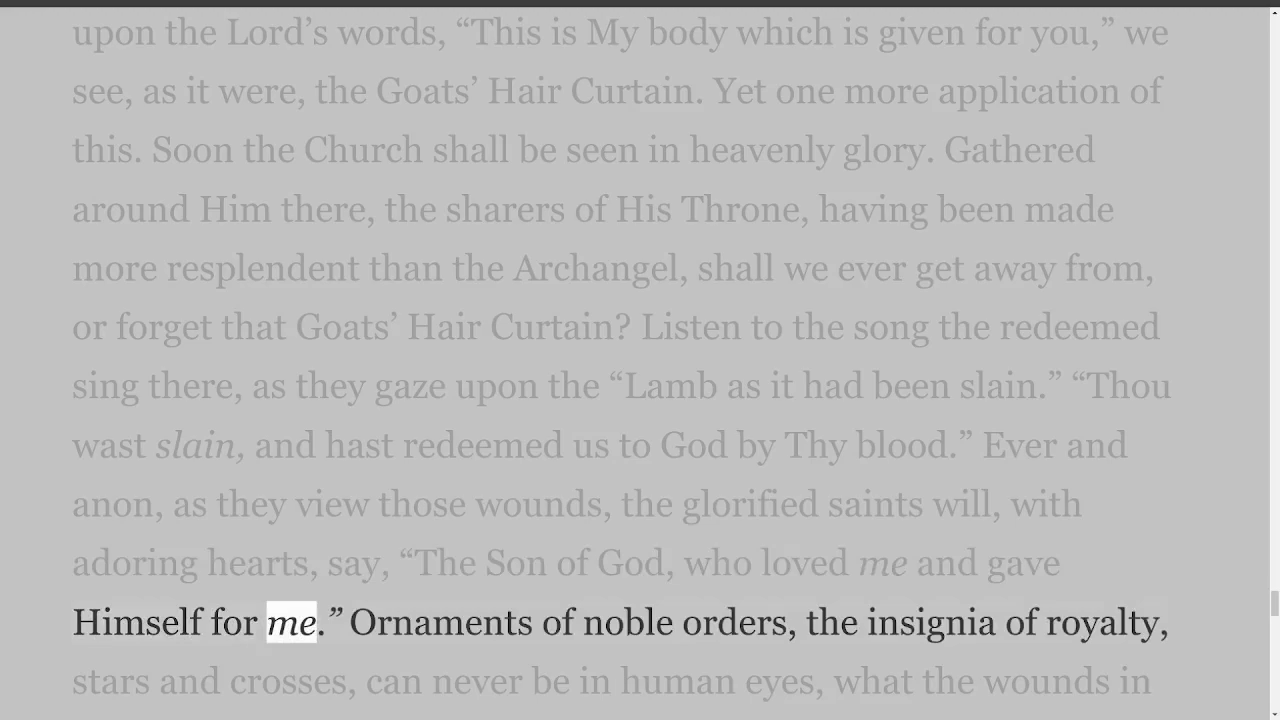 upon the Lord’s words, “This is My body which is given for you,” we
see, as it were, the Goats’ Hair Curtain. Yet one more application of
this. Soon the Church shall be seen in heavenly glory. Gathered
around Him there, the sharers of His Throne, having been made
more resplendent than the Archangel, shall we ever get away from,
or forget that Goats’ Hair Curtain? Listen to the song the redeemed
sing there, as they gaze upon the “Lamb as it had been slain.” “Thou
wast slain, and hast redeemed us to God by Thy blood.” Ever and
anon, as they view those wounds, the glorified saints will, with
adoring hearts, say, “The Son of God, who loved me and gave
Himself for me.” Ornaments of noble orders, the insignia of royalty,
stars and crosses, can never be in human eyes, what the wounds in